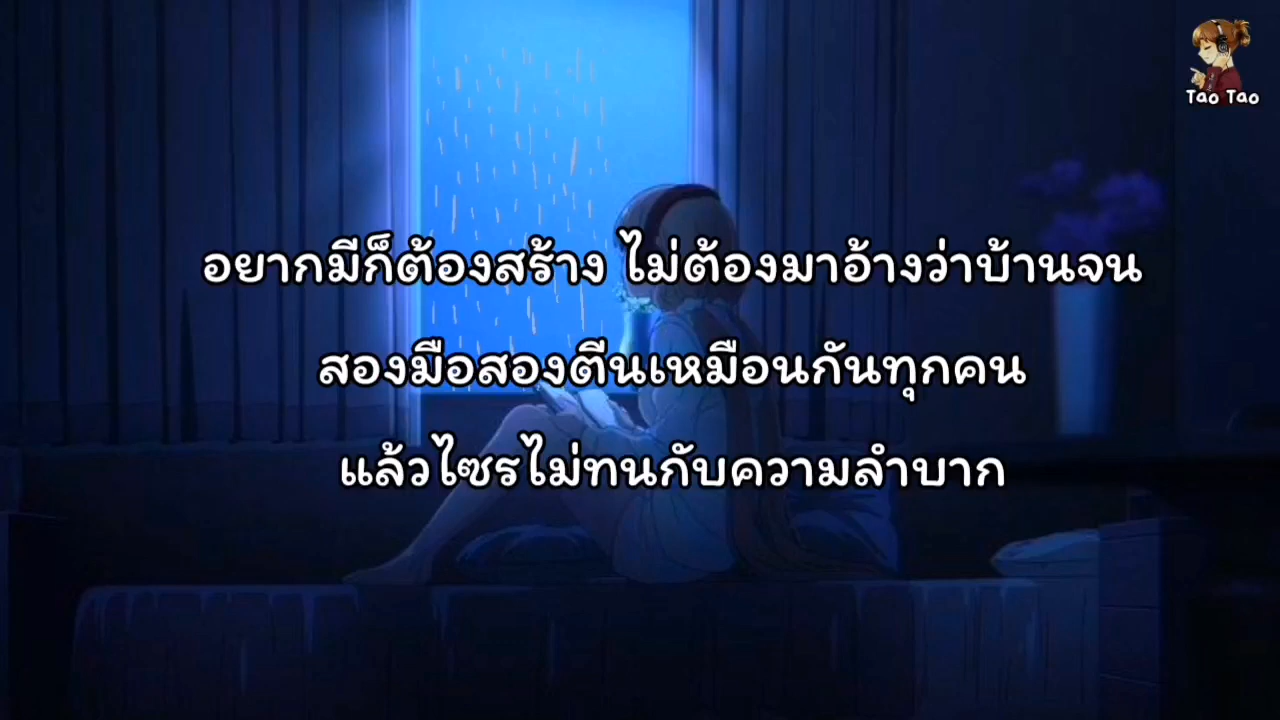 Tao Tao
อยากมีก็ต้องสร้าง ไม่ต้องมาอ้างว่าบ้านจน
สองมือสองตีนเหมือนกันทุกคน
แล้วไซรไม่ทนกับความลำบาก